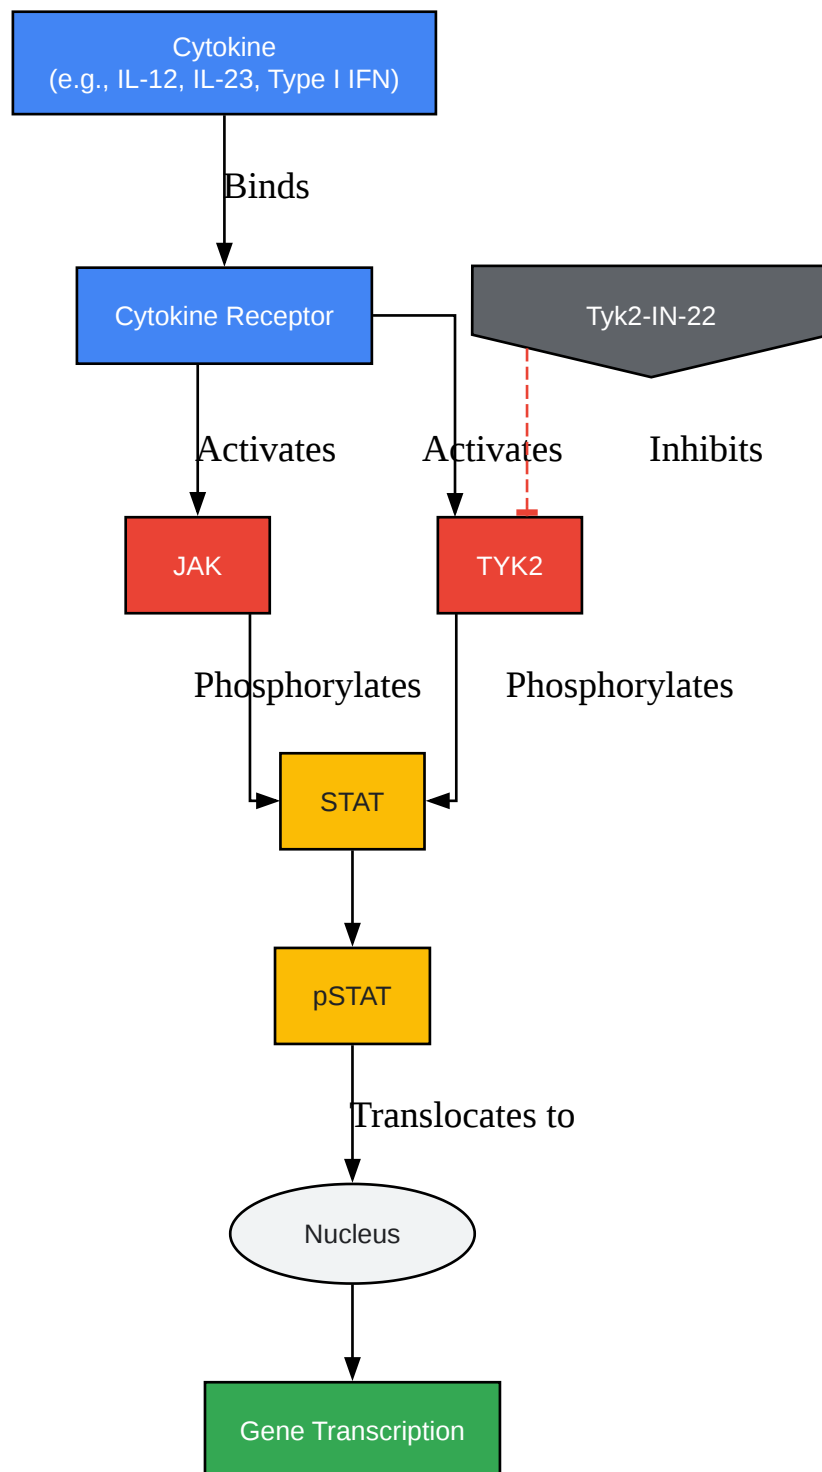 Cytokine
(e.g., IL-12, IL-23, Type I IFN)
Binds
Cytokine Receptor
Tyk2-IN-22
Activates
Activates
Inhibits
JAK
TYK2
Phosphorylates
Phosphorylates
STAT
pSTAT
Translocates to
Nucleus
Gene Transcription